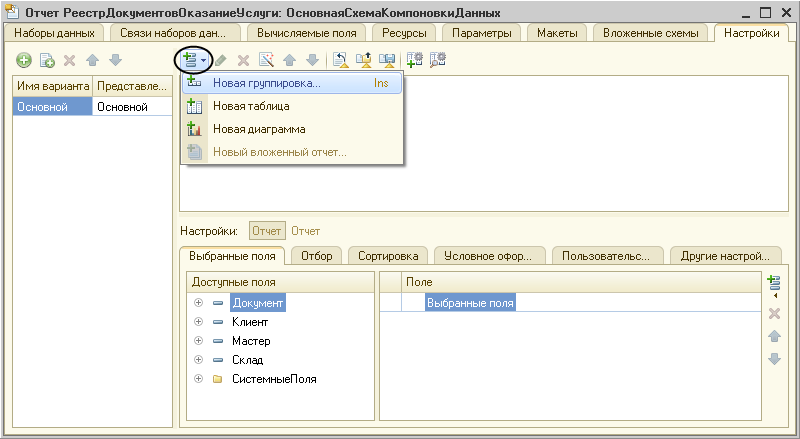 Отчет РеестрДокументовОказаниеУслуги: ОсновнаяСхемаКомпоновкиДанных
Наборы данных Связи наборов дан... Вычисляемые поля Ресурсы Параметры Макеты Вложенные схемы Настройки
Имя варианта Представле...
Основной Основной
Новая группировка... Ins
Новая таблица
Новая диаграмма
Новый вложенный отчет...
Настройки: Отчет Отчет
Выбранные поля Отбор Сортировка Условное офор... Пользовательс... Другие настрой...
Доступные поля Поле
Документ Выбранные поля
Клиент
Мастер
Склад
СистемныеПоля